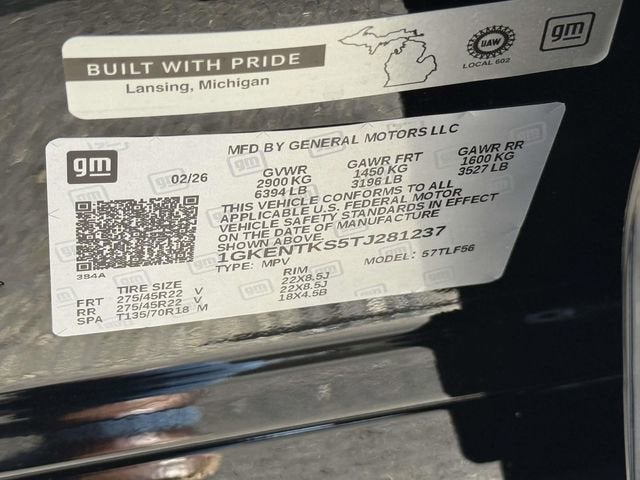 BUILT WITH PRIDE
Lansing, Michigan
UAW
LOCAL 602
gm
gm
MFD BY GENERAL MOTORS LLC
02/26
GVWR GAWR FRT GAWR RR
2900 KG 1450 KG 1600 KG
6394 LB 3196 LB 3527 LB
THIS VEHICLE CONFORMS TO ALL
APPLICABLE U.S. FEDERAL MOTOR
VEHICLE SAFETY STANDARDS IN EFFECT
ON THE DATE OF MANUFACTURE
SHOWN ABOVE.
1GKENTKS5TJ281237
TYPE: MPV MODEL: 57TLF56
3S4A
TIRE SIZE RIM
FRT 275/45R22 V 22X8.5J
RR 275/45R22 V 22X8.5J
SPA T135/70R18 M 18X4.5B